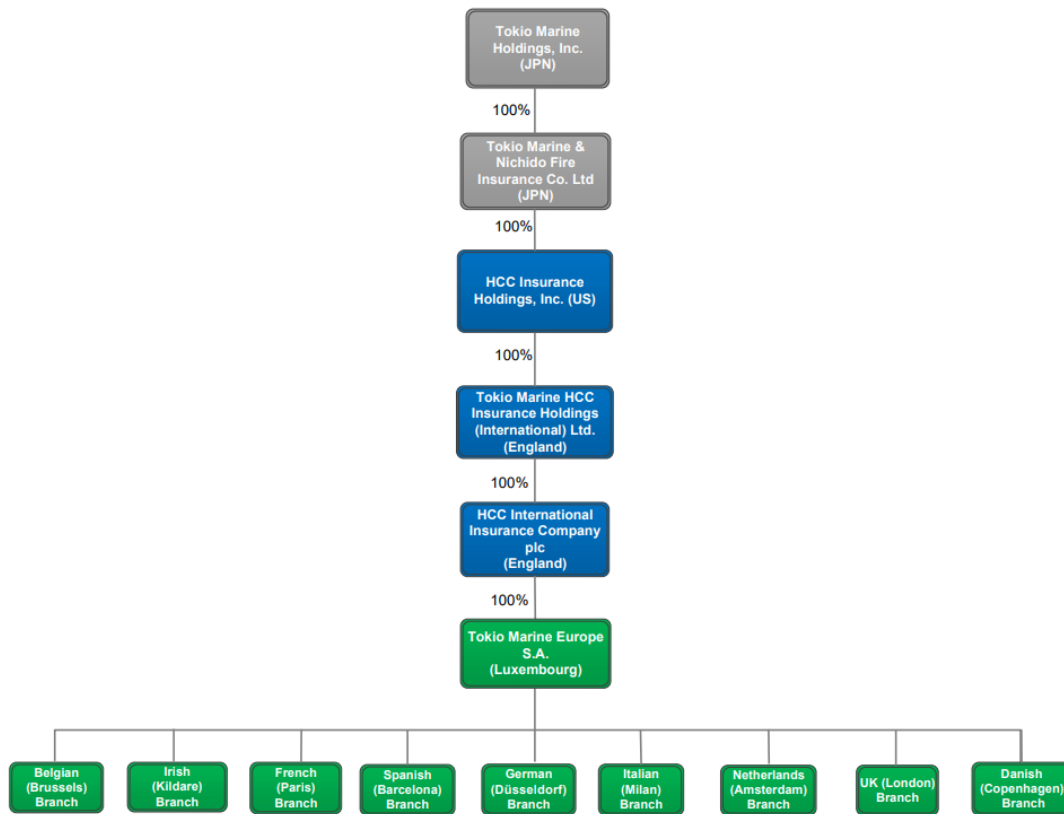 Tokio Marine
Holdings, Inc.
(JPN)
100%
Tokio Marine &
Nichido Fire
Insurance Co. Ltd
(JPN)
100%
HCC Insurance
Holdings, Inc. (US)
100%
Tokio Marine HCC
Insurance Holdings
(International) Ltd.
(England)
100%
HCC International
Insurance Company
plc
(England)
100%
Tokio Marine Europe
S.A.
(Luxembourg)
Belgian
(Brussels)
Branch
Irish
(Kildare)
Branch
French
(Paris)
Branch
Spanish
(Barcelona)
Branch
German
(Düsseldorf)
Branch
Italian
(Milan)
Branch
Netherlands
(Amsterdam)
Branch
UK (London)
Branch
Danish
(Copenhagen)
Branch